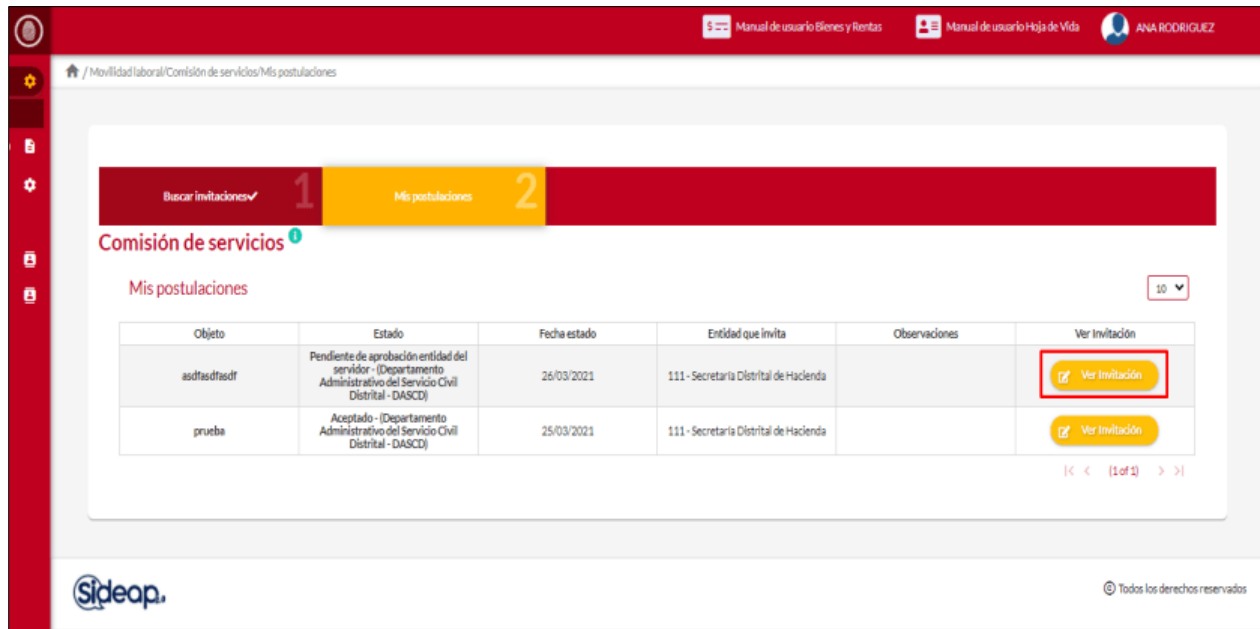 Manual de usuario Bienes y Rentas
Manual de usuario Hoja de Vida
ANA RODRIGUEZ
/ Movilidad laboral/Comisión de servicios/Mis postulaciones
Buscar invitaciones✔ 1
Mis postulaciones 2
Comisión de servicios i
Mis postulaciones
10
Objeto Estado Fecha estado Entidad que invita Observaciones Ver Invitación
asdfasdfasdf
Pendiente de aprobación entidad del
servidor - (Departamento
Administrativo del Servicio Civil
Distrital - DASCD)
26/03/2021
111 - Secretaría Distrital de Hacienda
Ver Invitación
prueba
Aceptado - (Departamento
Administrativo del Servicio Civil
Distrital - DASCD)
25/03/2021
111 - Secretaría Distrital de Hacienda
Ver Invitación
|< < (1 of 1) > >|
Sideap
© Todos los derechos reservados